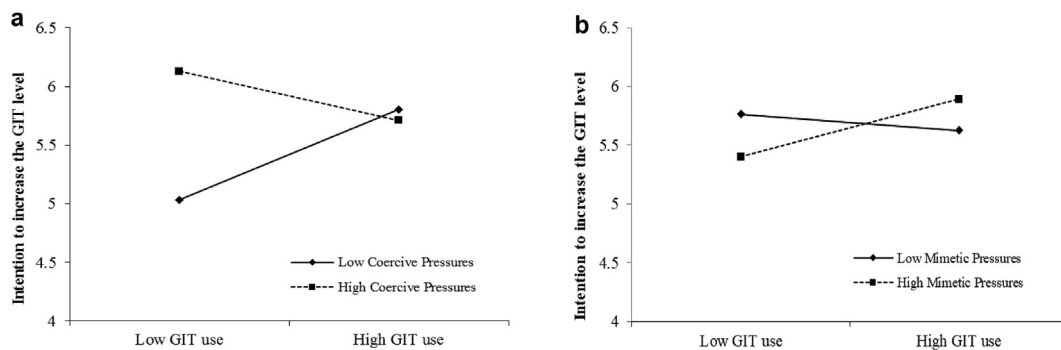 a
Intention to increase the GIT level
6.5
6
5.5
5
4.5
4
Low Coercive Pressures
High Coercive Pressures
Low GIT use
High GIT use
b
Intention to increase the GIT level
6.5
6
5.5
5
4.5
4
Low Mimetic Pressures
High Mimetic Pressures
Low GIT use
High GIT use